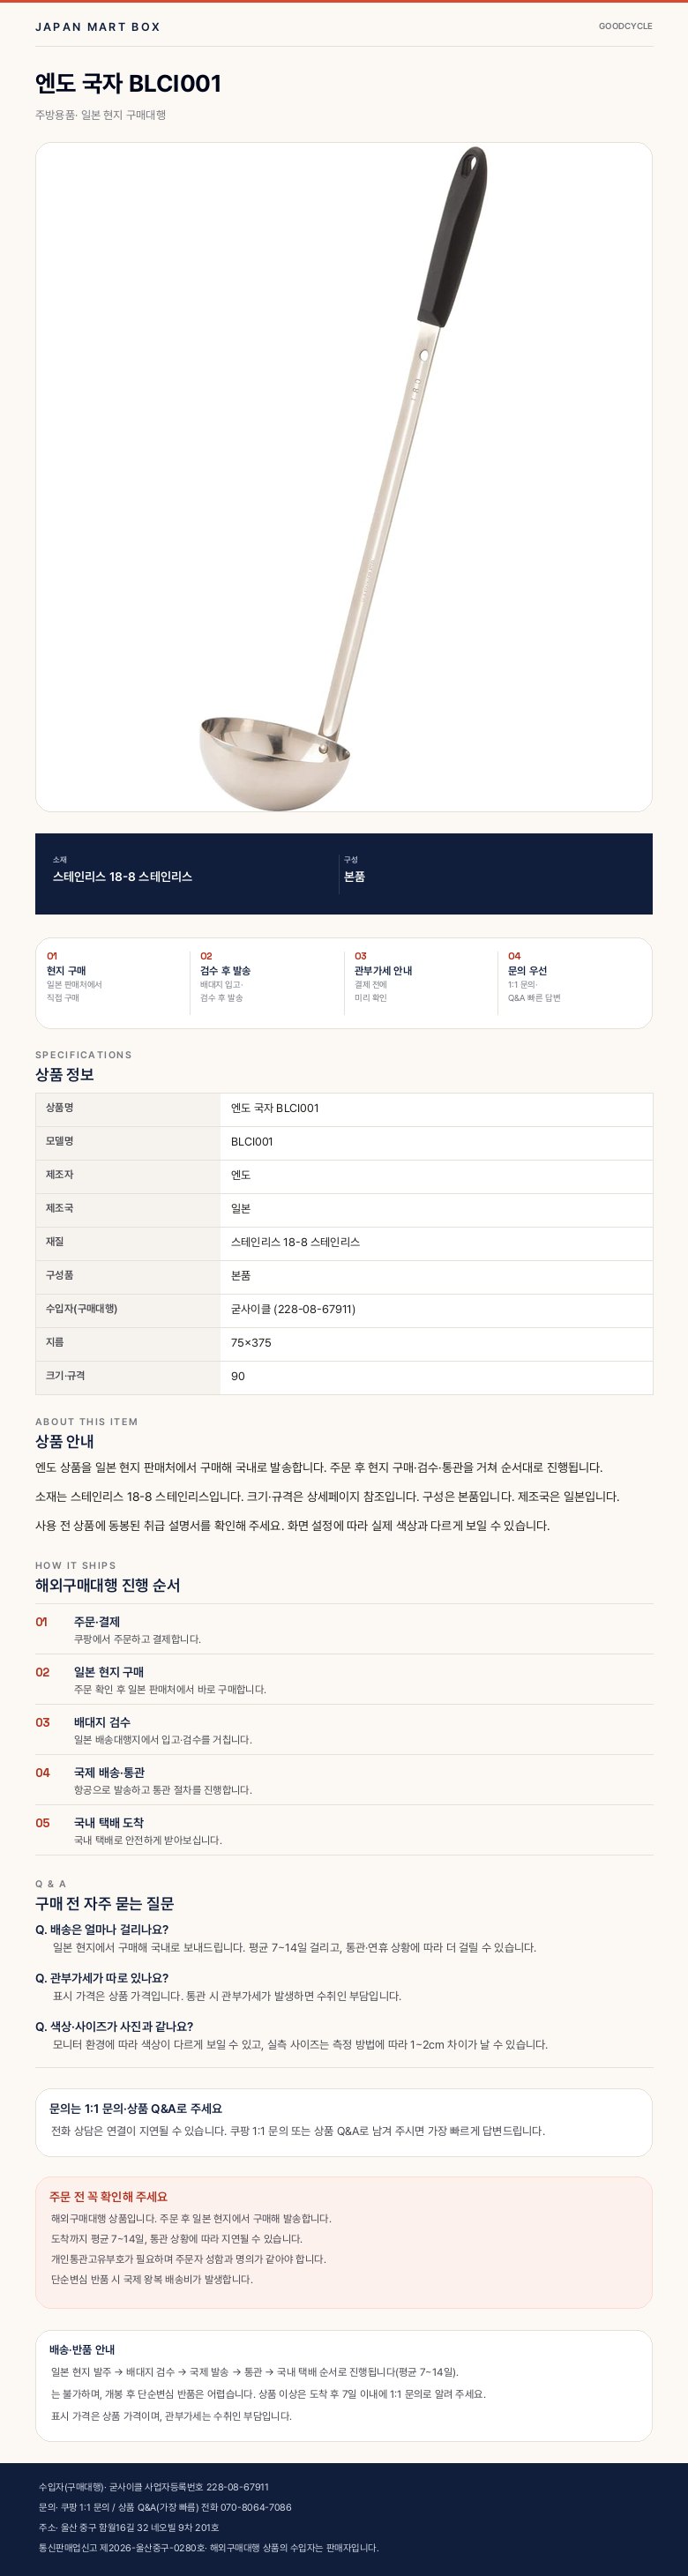 JAPAN MART BOX
GOODCYCLE
엔도 국자 BLCI001
주방용품· 일본 현지 구매대행
소재
스테인리스 18-8 스테인리스
구성
본품
01
현지 구매
일본 판매처에서
직접 구매
02
검수 후 발송
배대지 입고·
검수 후 발송
03
관부가세 안내
결제 전에
미리 확인
04
문의 우선
1:1 문의·
Q&A 빠른 답변
SPECIFICATIONS
상품 정보
상품명 엔도 국자 BLCI001
모델명 BLCI001
제조자 엔도
제조국 일본
재질 스테인리스 18-8 스테인리스
구성품 본품
수입자(구매대행) 굳사이클 (228-08-67911)
지름 75×375
크기·규격 90
ABOUT THIS ITEM
상품 안내
엔도 상품을 일본 현지 판매처에서 구매해 국내로 발송합니다. 주문 후 현지 구매·검수·통관을 거쳐 순서대로 진행됩니다.
소재는 스테인리스 18-8 스테인리스입니다. 크기·규격은 상세페이지 참조입니다. 구성은 본품입니다. 제조국은 일본입니다.
사용 전 상품에 동봉된 취급 설명서를 확인해 주세요. 화면 설정에 따라 실제 색상과 다르게 보일 수 있습니다.
HOW IT SHIPS
해외구매대행 진행 순서
01 주문·결제
쿠팡에서 주문하고 결제합니다.
02 일본 현지 구매
주문 확인 후 일본 판매처에서 바로 구매합니다.
03 배대지 검수
일본 배송대행지에서 입고·검수를 거칩니다.
04 국제 배송·통관
항공으로 발송하고 통관 절차를 진행합니다.
05 국내 택배 도착
국내 택배로 안전하게 받아보십니다.
Q & A
구매 전 자주 묻는 질문
Q. 배송은 얼마나 걸리나요?
일본 현지에서 구매해 국내로 보내드립니다. 평균 7~14일 걸리고, 통관·연휴 상황에 따라 더 걸릴 수 있습니다.
Q. 관부가세가 따로 있나요?
표시 가격은 상품 가격입니다. 통관 시 관부가세가 발생하면 수취인 부담입니다.
Q. 색상·사이즈가 사진과 같나요?
모니터 환경에 따라 색상이 다르게 보일 수 있고, 실측 사이즈는 측정 방법에 따라 1~2cm 차이가 날 수 있습니다.
문의는 1:1 문의·상품 Q&A로 주세요
전화 상담은 연결이 지연될 수 있습니다. 쿠팡 1:1 문의 또는 상품 Q&A로 남겨 주시면 가장 빠르게 답변드립니다.
주문 전 꼭 확인해 주세요
해외구매대행 상품입니다. 주문 후 일본 현지에서 구매해 발송합니다.
도착까지 평균 7~14일, 통관 상황에 따라 지연될 수 있습니다.
개인통관고유부호가 필요하며 주문자 성함과 명의가 같아야 합니다.
단순변심 반품 시 국제 왕복 배송비가 발생합니다.
배송·반품 안내
일본 현지 발주 → 배대지 검수 → 국제 발송 → 통관 → 국내 택배 순서로 진행됩니다(평균 7~14일).
는 불가하며, 개봉 후 단순변심 반품은 어렵습니다. 상품 이상은 도착 후 7일 이내에 1:1 문의로 알려 주세요.
표시 가격은 상품 가격이며, 관부가세는 수취인 부담입니다.
수입자(구매대행)· 굳사이클 사업자등록번호 228-08-67911
문의· 쿠팡 1:1 문의 / 상품 Q&A(가장 빠름) 전화 070-8064-7086
주소· 울산 중구 함월16길 32 네오빌 9차 201호
통신판매업신고 제2026-울산중구-0280호· 해외구매대행 상품의 수입자는 판매자입니다.